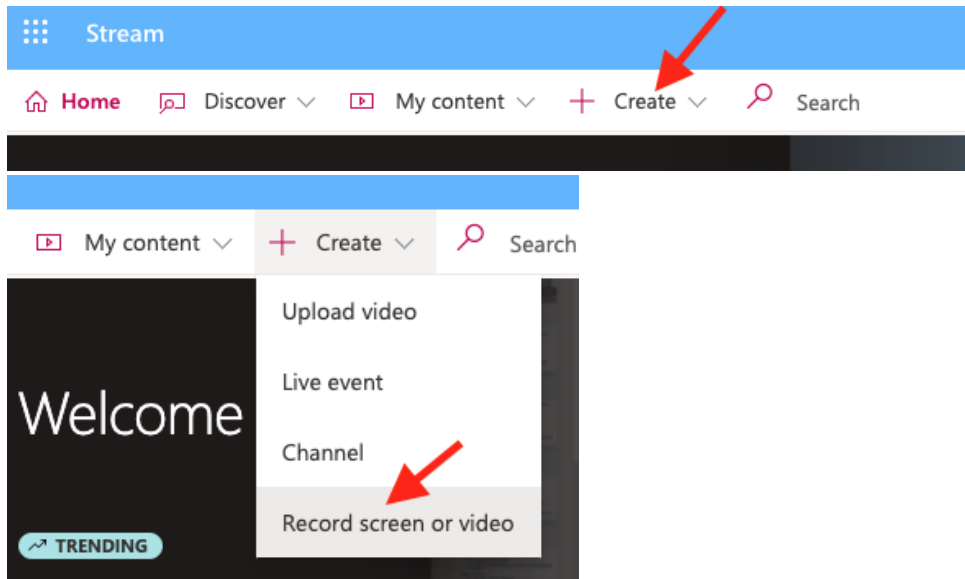 Stream
Home Discover My content Create Search
My content Create Search
Upload video
Live event
Welcome
Channel
Record screen or video
TRENDING